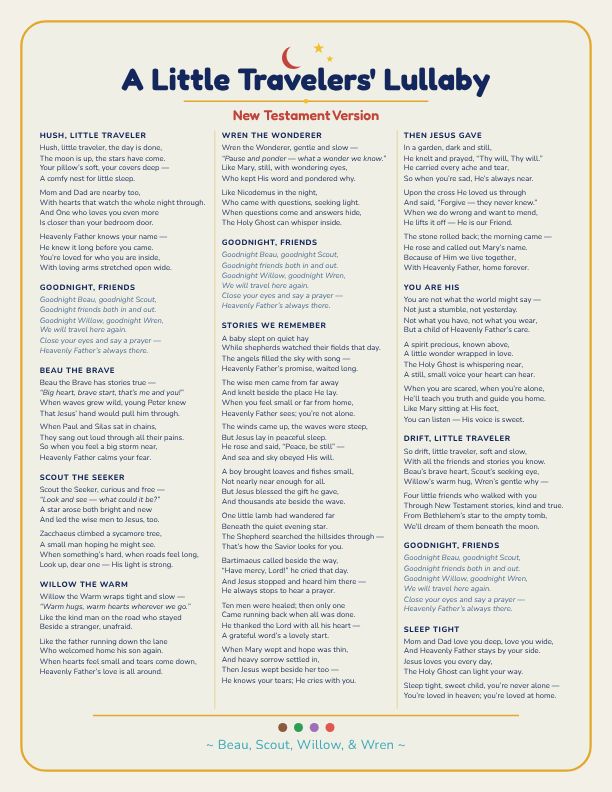 A Little Travelers' Lullaby
New Testament Version
HUSH, LITTLE TRAVELER
Hush, little traveler, the day is done,
The moon is up, the stars have come.
Your pillow's soft, your covers deep —
A comfy nest for little sleep.
Mom and Dad are nearby too,
With hearts that watch the whole night through.
And One who loves you even more
Is closer than your bedroom door.
Heavenly Father knows your name —
He knew it long before you came.
You're loved for who you are inside,
With loving arms stretched open wide.
GOODNIGHT, FRIENDS
Goodnight Beau, goodnight Scout,
Goodnight friends both in and out.
Goodnight Willow, goodnight Wren,
We will travel here again.
Close your eyes and say a prayer —
Heavenly Father's always there.
BEAU THE BRAVE
Beau the Brave has stories true —
"Big heart, brave start, that's me and you!"
When waves grew wild, young Peter knew
That Jesus' hand would pull him through.
When Paul and Silas sat in chains,
They sang out loud through all their pains.
So when you feel a big storm near,
Heavenly Father calms your fear.
SCOUT THE SEEKER
Scout the Seeker, curious and free —
"Look and see — what could it be?"
A star arose both bright and new
And led the wise men to Jesus, too.
Zacchaeus climbed a sycamore tree,
A small man hoping he might see.
When something's hard, when roads feel long,
Look up, dear one — His light is strong.
WILLOW THE WARM
Willow the Warm wraps tight and slow —
"Warm hugs, warm hearts wherever we go."
Like the kind man on the road who stayed
Beside a stranger, unafraid.
Like the father running down the lane
Who welcomed home his son again.
When hearts feel small and tears come down,
Heavenly Father's love is all around.
WREN THE WONDERER
Wren the Wonderer, gentle and slow —
"Pause and ponder — what a wonder we know."
Like Mary, still, with wondering eyes,
Who kept His word and pondered why.
Like Nicodemus in the night,
Who came with questions, seeking light.
When questions come and answers hide,
The Holy Ghost can whisper inside.
GOODNIGHT, FRIENDS
Goodnight Beau, goodnight Scout,
Goodnight friends both in and out.
Goodnight Willow, goodnight Wren,
We will travel here again.
Close your eyes and say a prayer —
Heavenly Father's always there.
STORIES WE REMEMBER
A baby slept on quiet hay
While shepherds watched their fields that day.
The angels filled the sky with song —
Heavenly Father's promise, waited long.
The wise men came from far away
And knelt beside the place He lay.
When you feel small or far from home,
Heavenly Father sees; you're not alone.
The winds came up, the waves were steep,
But Jesus lay in peaceful sleep.
He rose and said, "Peace, be still" —
And sea and sky obeyed His will.
A boy brought loaves and fishes small,
Not nearly near enough for all.
But Jesus blessed the gift he gave,
And thousands ate beside the wave.
One little lamb had wandered far
Beneath the quiet evening star.
The Shepherd searched the hillsides through —
That's how the Savior looks for you.
Bartimaeus called beside the way,
"Have mercy, Lord!" he cried that day.
And Jesus stopped and heard him there —
He always stops to hear a prayer.
Ten men were healed; then only one
Came running back when all was done.
He thanked the Lord with all his heart —
A grateful word's a lovely start.
When Mary wept and hope was thin,
And heavy sorrow settled in,
Then Jesus wept beside her too —
He knows your tears; He cries with you.
THEN JESUS GAVE
In a garden, dark and still,
He knelt and prayed, "Thy will, Thy will."
He carried every ache and tear,
So when you're sad, He's always near.
Upon the cross He loved us through
And said, "Forgive — they never knew."
When we do wrong and want to mend,
He lifts it off — He is our Friend.
The stone rolled back; the morning came —
He rose and called out Mary's name.
Because of Him we live together,
With Heavenly Father, home forever.
YOU ARE HIS
You are not what the world might say —
Not just a stumble, not yesterday.
Not what you have, not what you wear,
But a child of Heavenly Father's care.
A spirit precious, known above,
A little wonder wrapped in love.
The Holy Ghost is whispering near,
A still, small voice your heart can hear.
When you are scared, when you're alone,
He'll teach you truth and guide you home.
Like Mary sitting at His feet,
You can listen — His voice is sweet.
DRIFT, LITTLE TRAVELER
So drift, little traveler, soft and slow,
With all the friends and stories you know.
Beau's brave heart, Scout's seeking eye,
Willow's warm hug, Wren's gentle why —
Four little friends who walked with you
Through New Testament stories, kind and true.
From Bethlehem's star to the empty tomb,
We'll dream of them beneath the moon.
GOODNIGHT, FRIENDS
Goodnight Beau, goodnight Scout,
Goodnight friends both in and out.
Goodnight Willow, goodnight Wren,
We will travel here again.
Close your eyes and say a prayer —
Heavenly Father's always there.
SLEEP TIGHT
Mom and Dad love you deep, love you wide,
And Heavenly Father stays by your side.
Jesus loves you every day,
The Holy Ghost can light your way.
Sleep tight, sweet child, you're never alone —
You're loved in heaven; you're loved at home.
~ Beau, Scout, Willow, & Wren ~